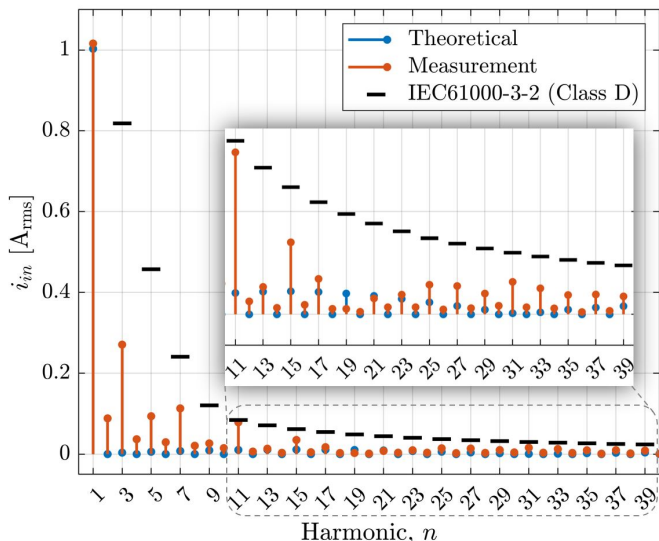 1
0.8
0.6
0.4
0.2
0
i_in [A_rms]
Theoretical
Measurement
IEC61000-3-2 (Class D)
11 13 15 17 19 21 23 25 27 29 31 33 35 37 39
1 3 5 7 9 11 13 15 17 19 21 23 25 27 29 31 33 35 37 39
Harmonic, n